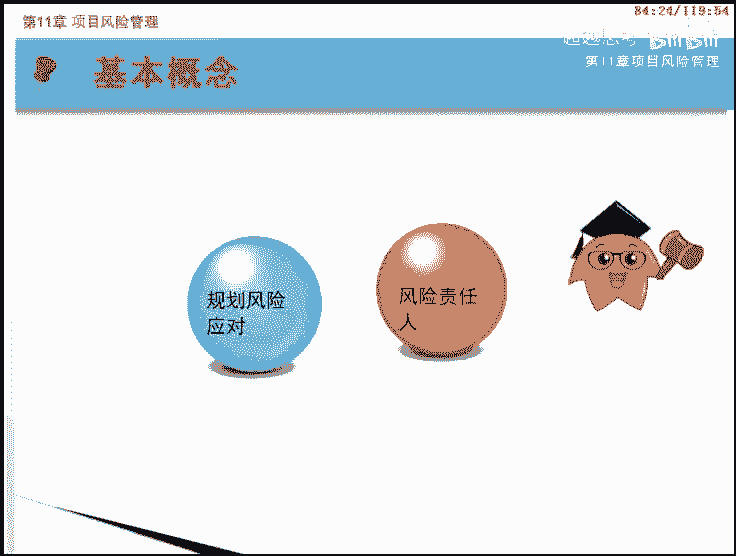 第11章 项目风险管理
84:24/119:54
第11章项目风险管理
基本概念
规划风险
应对
风险责任
人